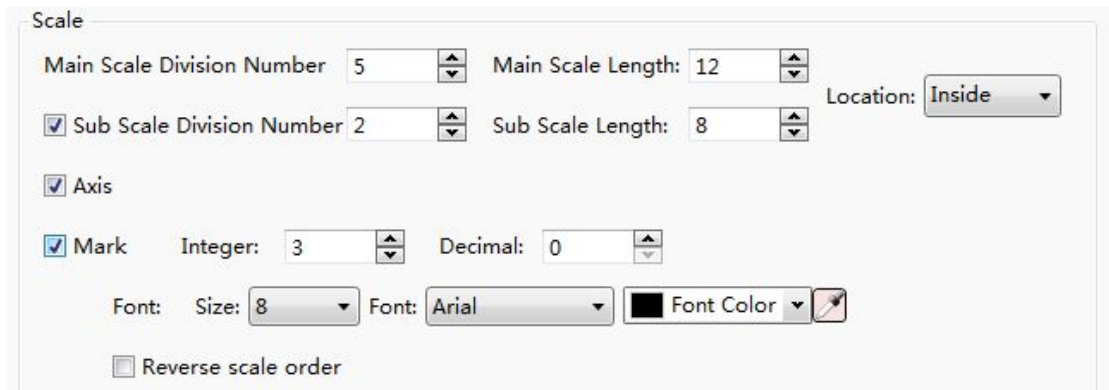 Scale
Main Scale Division Number 5 Main Scale Length: 12
Location: Inside
Sub Scale Division Number 2 Sub Scale Length: 8
Axis
Mark Integer: 3 Decimal: 0
Font: Size: 8 Font: Arial Font Color
Reverse scale order